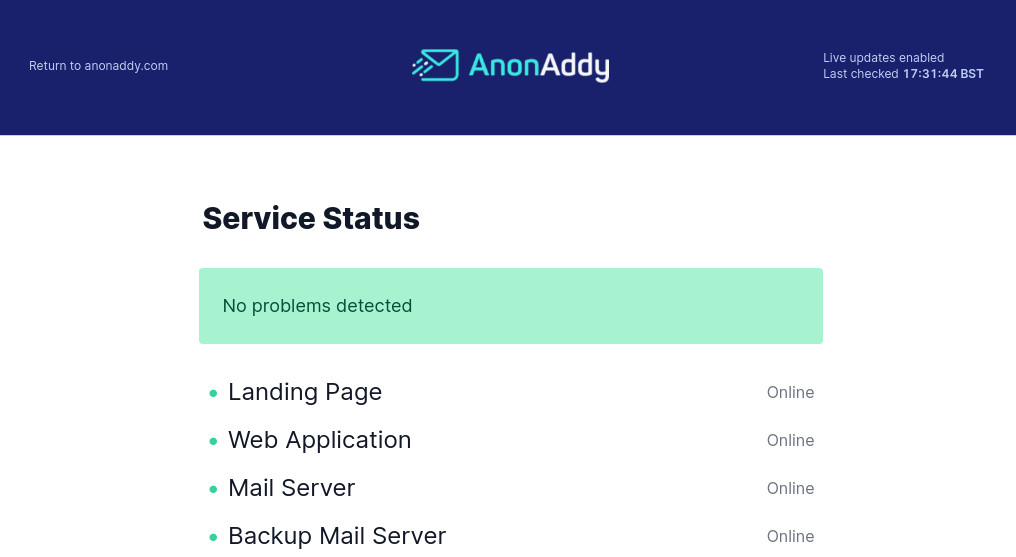 Return to anonaddy.com
AnonAddy
Live updates enabled
Last checked 17:31:44 BST
Service Status
No problems detected
Landing Page Online
Web Application Online
Mail Server Online
Backup Mail Server Online